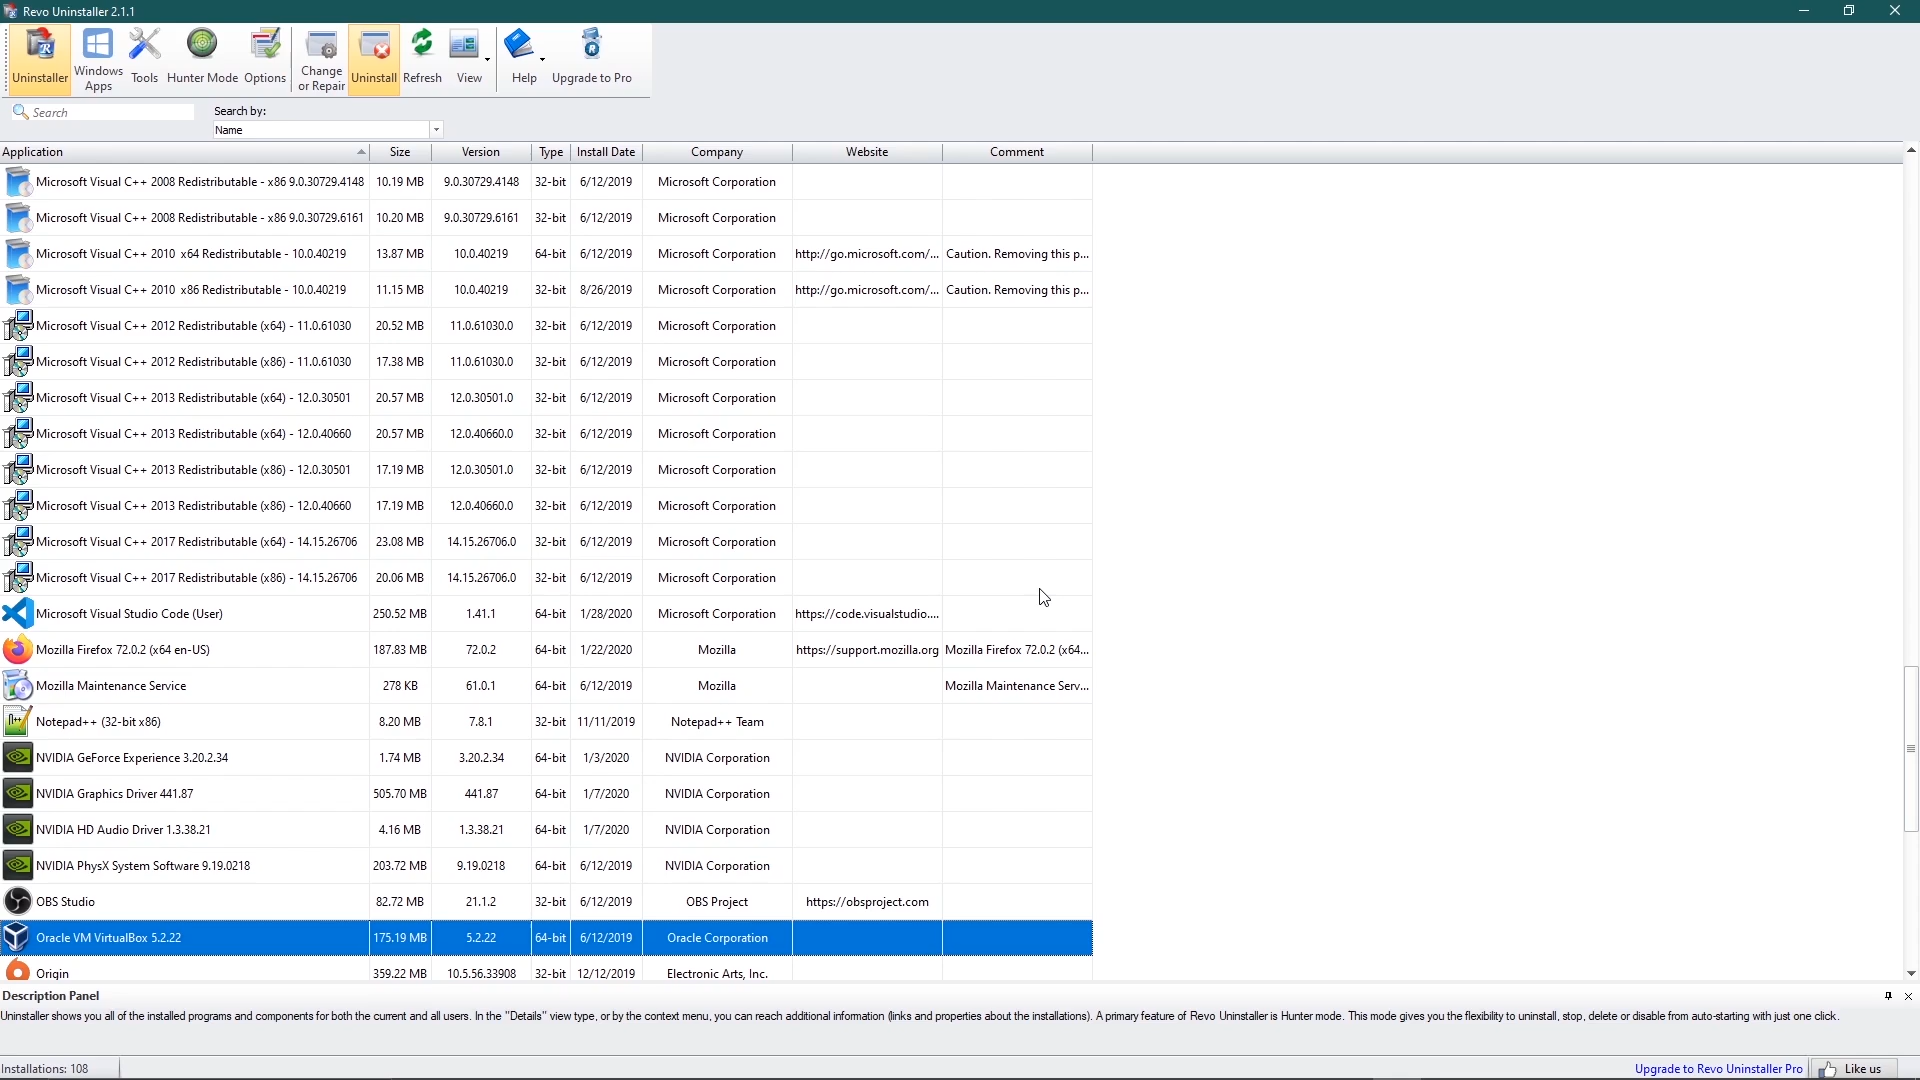 Revo Uninstaller 2.1.1
Uninstaller
Windows Apps
Tools
Hunter Mode
Options
Change or Repair
Uninstall
Refresh
View
Help
Upgrade to Pro
Search
Search by:
Name
Application Size Version Type Install Date Company Website Comment
Microsoft Visual C++ 2008 Redistributable - x86 9.0.30729.4148 10.19 MB 9.0.30729.4148 32-bit 6/12/2019 Microsoft Corporation
Microsoft Visual C++ 2008 Redistributable - x86 9.0.30729.6161 10.20 MB 9.0.30729.6161 32-bit 6/12/2019 Microsoft Corporation
Microsoft Visual C++ 2010 x64 Redistributable - 10.0.40219 13.87 MB 10.0.40219 64-bit 6/12/2019 Microsoft Corporation http://go.microsoft.com/... Caution. Removing this p...
Microsoft Visual C++ 2010 x86 Redistributable - 10.0.40219 11.15 MB 10.0.40219 32-bit 8/26/2019 Microsoft Corporation http://go.microsoft.com/... Caution. Removing this p...
Microsoft Visual C++ 2012 Redistributable (x64) - 11.0.61030 20.52 MB 11.0.61030.0 32-bit 6/12/2019 Microsoft Corporation
Microsoft Visual C++ 2012 Redistributable (x86) - 11.0.61030 17.38 MB 11.0.61030.0 32-bit 6/12/2019 Microsoft Corporation
Microsoft Visual C++ 2013 Redistributable (x64) - 12.0.30501 20.57 MB 12.0.30501.0 32-bit 6/12/2019 Microsoft Corporation
Microsoft Visual C++ 2013 Redistributable (x64) - 12.0.40660 20.57 MB 12.0.40660.0 32-bit 6/12/2019 Microsoft Corporation
Microsoft Visual C++ 2013 Redistributable (x86) - 12.0.30501 17.19 MB 12.0.30501.0 32-bit 6/12/2019 Microsoft Corporation
Microsoft Visual C++ 2013 Redistributable (x86) - 12.0.40660 17.19 MB 12.0.40660.0 32-bit 6/12/2019 Microsoft Corporation
Microsoft Visual C++ 2017 Redistributable (x64) - 14.15.26706 23.08 MB 14.15.26706.0 32-bit 6/12/2019 Microsoft Corporation
Microsoft Visual C++ 2017 Redistributable (x86) - 14.15.26706 20.06 MB 14.15.26706.0 32-bit 6/12/2019 Microsoft Corporation
Microsoft Visual Studio Code (User) 250.52 MB 1.41.1 64-bit 1/28/2020 Microsoft Corporation https://code.visualstudio....
Mozilla Firefox 72.0.2 (x64 en-US) 187.83 MB 72.0.2 64-bit 1/22/2020 Mozilla https://support.mozilla.org Mozilla Firefox 72.0.2 (x64...
Mozilla Maintenance Service 278 KB 61.0.1 64-bit 6/12/2019 Mozilla Mozilla Maintenance Serv...
Notepad++ (32-bit x86) 8.20 MB 7.8.1 32-bit 11/11/2019 Notepad++ Team
NVIDIA GeForce Experience 3.20.2.34 1.74 MB 3.20.2.34 64-bit 1/3/2020 NVIDIA Corporation
NVIDIA Graphics Driver 441.87 505.70 MB 441.87 64-bit 1/7/2020 NVIDIA Corporation
NVIDIA HD Audio Driver 1.3.38.21 4.16 MB 1.3.38.21 64-bit 1/7/2020 NVIDIA Corporation
NVIDIA PhysX System Software 9.19.0218 203.72 MB 9.19.0218 64-bit 6/12/2019 NVIDIA Corporation
OBS Studio 82.72 MB 21.1.2 32-bit 6/12/2019 OBS Project https://obsproject.com
Oracle VM VirtualBox 5.2.22 175.19 MB 5.2.22 64-bit 6/12/2019 Oracle Corporation
Origin 359.22 MB 10.5.56.33908 32-bit 12/12/2019 Electronic Arts, Inc.
Description Panel
Uninstaller shows you all of the installed programs and components for both the current and all users. In the "Details" view type, or by the context menu, you can reach additional information (links and properties about the installations). A primary feature of Revo Uninstaller is Hunter mode. This mode gives you the flexibility to uninstall, stop, delete or disable from auto-starting with just one click.
Installations: 108
Upgrade to Revo Uninstaller Pro
Like us